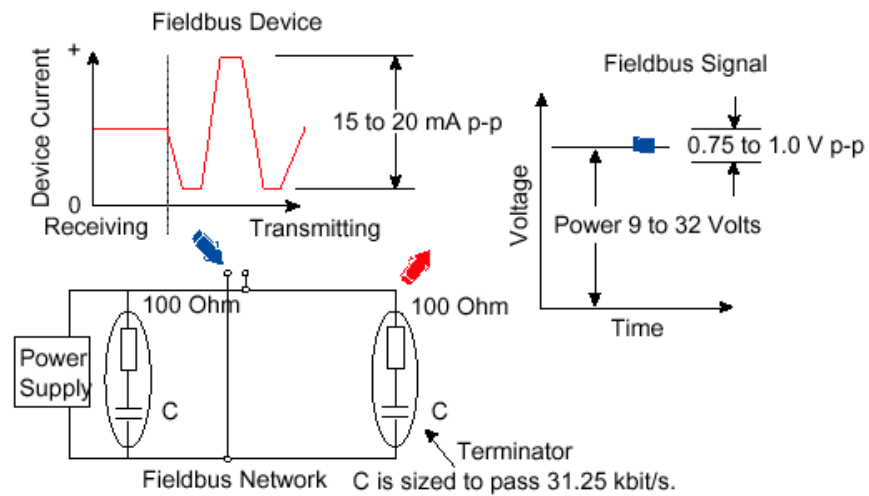 Fieldbus Device
+
Device Current
15 to 20 mA p-p
0
Receiving
Transmitting
Fieldbus Signal
Voltage
0.75 to 1.0 V p-p
Power 9 to 32 Volts
Time
100 Ohm
100 Ohm
Power
Supply
C
C
Terminator
Fieldbus Network
C is sized to pass 31.25 kbit/s.